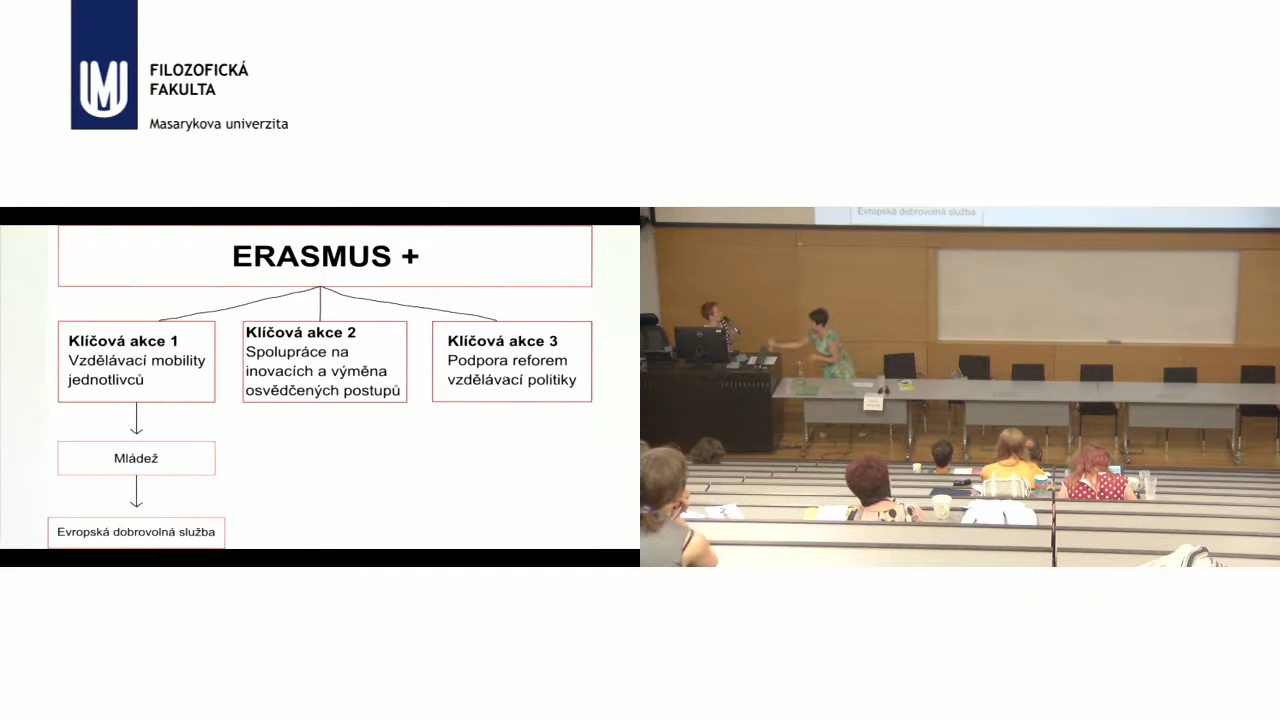 FILOZOFICKÁ
FAKULTA
Masarykova univerzita
ERASMUS +
Klíčová akce 1
Vzdělávací mobility
jednotlivců
Klíčová akce 2
Spolupráce na
inovacích a výměna
osvědčených postupů
Klíčová akce 3
Podpora reforem
vzdělávací politiky
Mládež
Evropská dobrovolná služba
Evropská dobrovolná služba